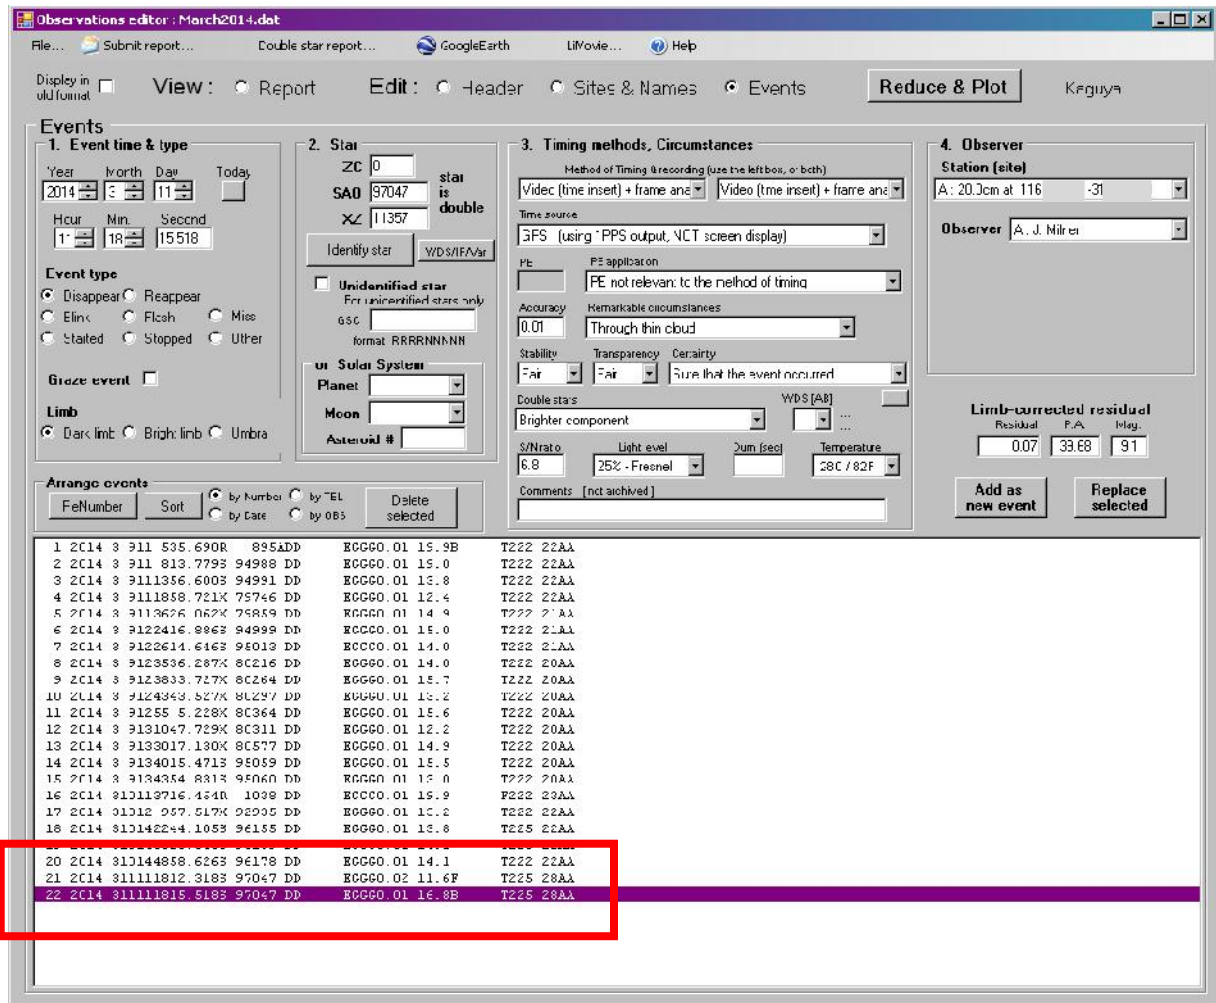 Observations editor : March2014.dat
File... Submit report... Double star report... GoogleEarth LiMovie... Help
Display in old format View : Report Edit : Header Sites & Names Events Reduce & Plot Kaguya
Events
1. Event time & type
Year Month Day Today
2014 3 11
Hour Min. Second
11 18 15.518
Event type
Disappear Reappear
Blink Flash Miss
Started Stopped Other
Graze event
Limb
Dark limb Bright limb Umbra
2. Star
ZC 0
SAO 97047
XZ 11357
star is double
Identify star WDS/IF/Var
Unidentified star
For unidentified stars only
GSC
format RRRRNNNNN
or Solar System
Planet
Moon
Asteroid #
3. Timing methods, Circumstances
Method of Timing & recording (use the left box, or both)
Video (time insert) + frame ana Video (time insert) + frame ana
Time source
GPS (using 1PPS output, NOT screen display)
PE PE application
PE not relevant to the method of timing
Accuracy Remarkable circumstances
0.01 Through thin cloud
Stability Transparency Certainty
Fair Fair Sure that the event occurred
Double stars WDS [AB]
Brighter component ...
S/N ratio Light level Dum (sec) Temperature
6.8 25% - Fresnel 28C / 82F
Comments [not archived]
4. Observer
Station (site)
A : 20.0cm at 116 -31
Observer A : J. Milner
Limb-corrected residual
Residual P.A. Mag.
0.07 39.68 9.1
Add as new event Replace selected
Arrange events
ReNumber Sort by Number by TEL by Date by OBS Delete selected
1 2014 3 911 535.690R 895ADD EGGG0.01 15.9B T222 22AA
2 2014 3 911 813.779S 94988 DD EGGG0.01 15.0 T222 22AA
3 2014 3 9111356.600S 94991 DD EGGG0.01 13.8 T222 22AA
4 2014 3 9111858.721X 79746 DD EGGG0.01 12.4 T222 22AA
5 2014 3 9113626.062X 79859 DD EGGG0.01 14.9 T222 21AA
6 2014 3 9122416.886S 94999 DD EGGG0.01 15.0 T222 21AA
7 2014 3 9122614.646S 95013 DD EGGG0.01 14.0 T222 21AA
8 2014 3 9123536.287X 80216 DD EGGG0.01 14.0 T222 20AA
9 2014 3 9123833.727X 80264 DD EGGG0.01 15.7 T222 20AA
10 2014 3 9124343.527X 80297 DD EGGG0.01 13.2 T222 20AA
11 2014 3 91255 5.228X 80364 DD EGGG0.01 15.6 T222 20AA
12 2014 3 9131047.729X 80311 DD EGGG0.01 12.2 T222 20AA
13 2014 3 9133017.130X 80577 DD EGGG0.01 14.9 T222 20AA
14 2014 3 9134015.471S 95059 DD EGGG0.01 15.5 T222 20AA
15 2014 3 9134354.831S 95060 DD EGGG0.01 13.0 T222 20AA
16 2014 310113716.454R 1038 DD EGGG0.01 15.9 F222 23AA
17 2014 31012 957.517X 92935 DD EGGG0.01 13.2 T222 22AA
18 2014 310142244.105S 96155 DD EGGG0.01 13.8 T225 22AA
20 2014 310144858.626S 96178 DD EGGG0.01 14.1 T222 22AA
21 2014 311111812.318S 97047 DD EGGG0.02 11.6F T225 28AA
22 2014 311111815.518S 97047 DD EGGG0.01 16.8B T225 28AA